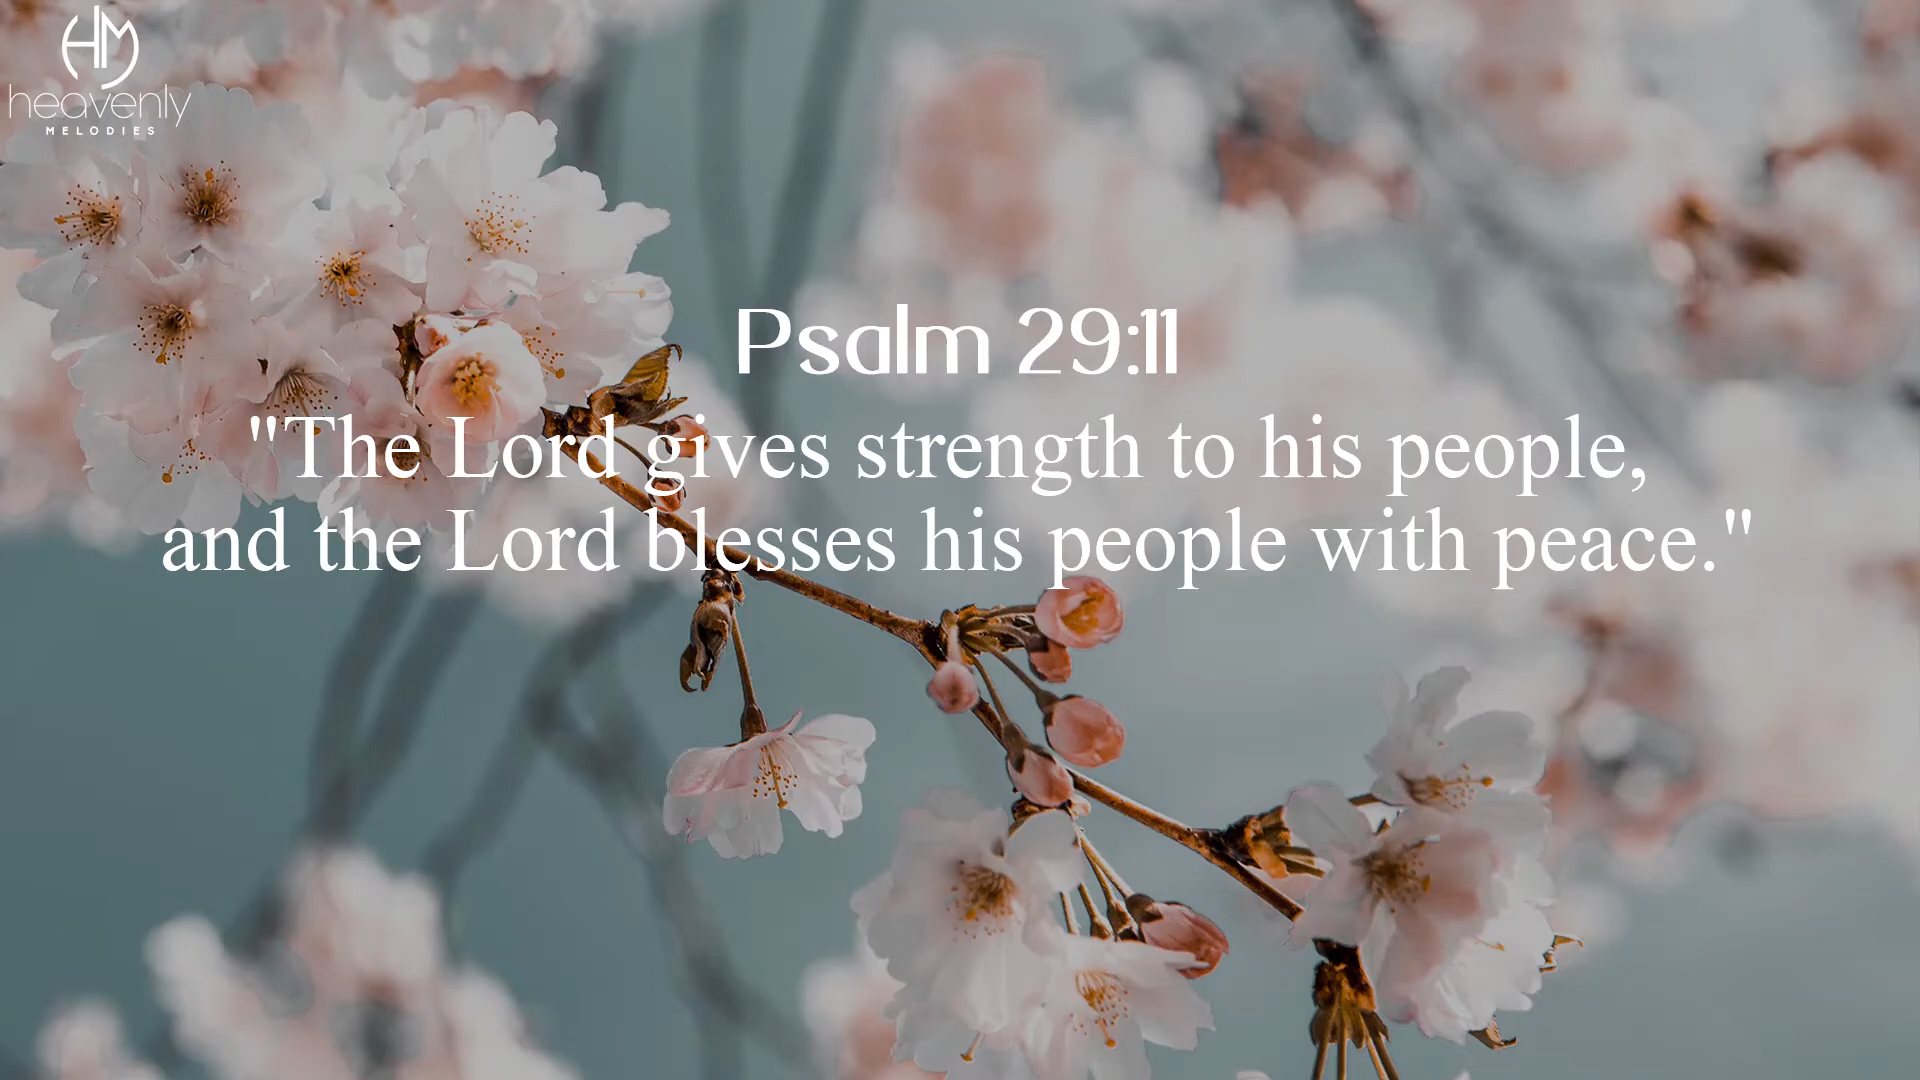 HM
heavenly
MELODIES
Psalm 29:11
"The Lord gives strength to his people,
and the Lord blesses his people with peace."